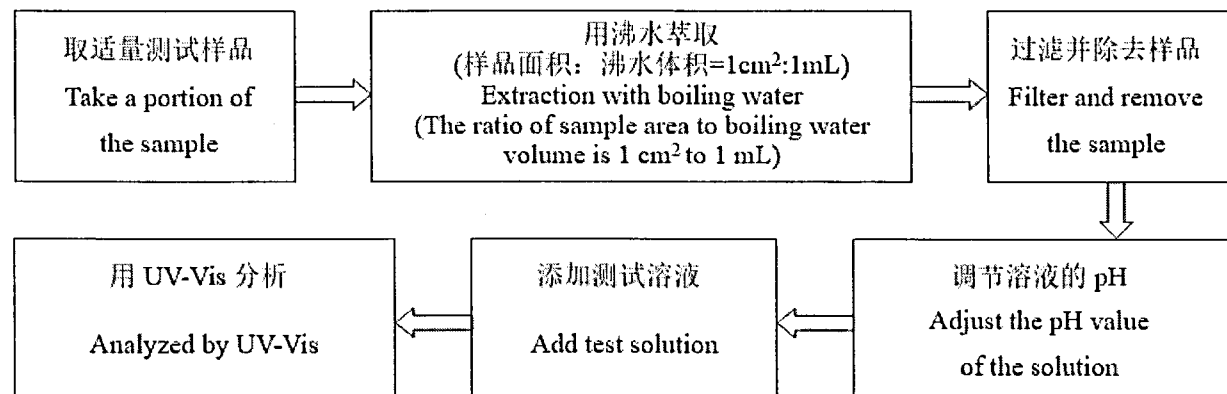 取适量测试样品
Take a portion of
the sample
用沸水萃取
(样品面积：沸水体积=1cm²:1mL)
Extraction with boiling water
(The ratio of sample area to boiling water
volume is 1 cm² to 1 mL)
过滤并除去样品
Filter and remove
the sample
调节溶液的 pH
Adjust the pH value
of the solution
添加测试溶液
Add test solution
用 UV-Vis 分析
Analyzed by UV-Vis